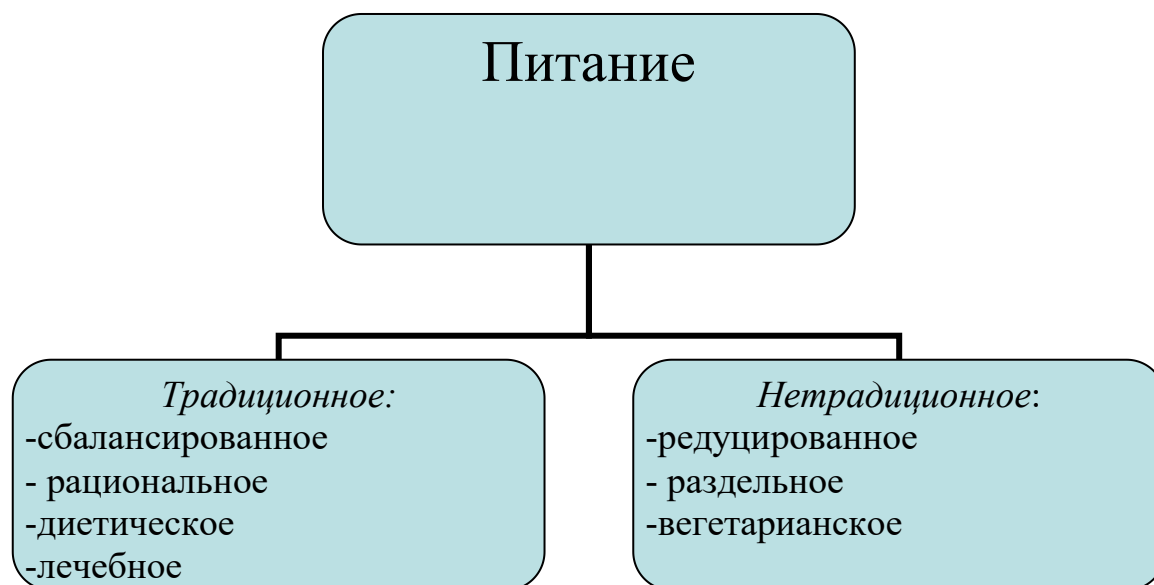 Питание
Традиционное:
-сбалансированное
- рациональное
-диетическое
-лечебное
Нетрадиционное:
-редуцированное
- раздельное
-вегетарианское